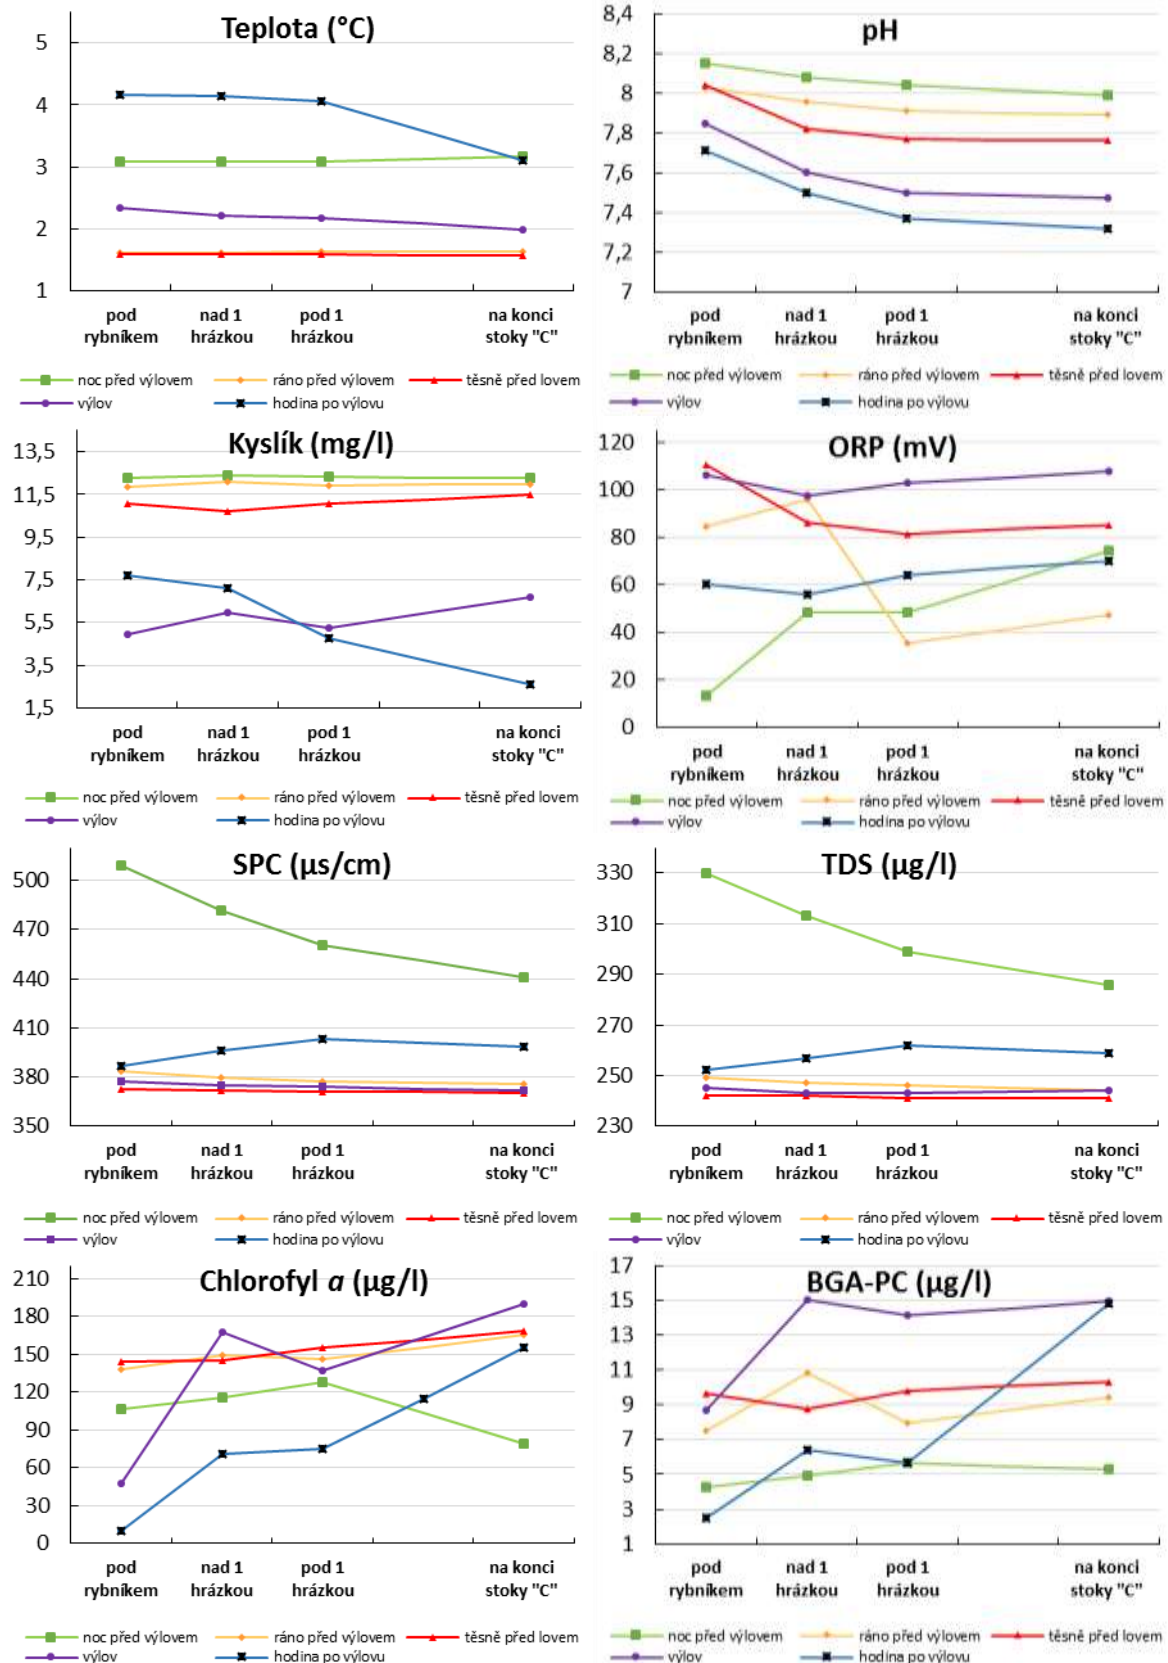 Teplota (°C)
5
4
3
2
1
pod nad 1 pod 1 na konci
rybníkem hrázkou hrázkou stoky "C"
noc před výlovem ráno před výlovem těsně před lovem
výlov hodina po výlovu
pH
8,4
8,2
8
7,8
7,6
7,4
7,2
7
pod nad 1 pod 1 na konci
rybníkem hrázkou hrázkou stoky "C"
noc před výlovem ráno před výlovem těsně před lovem
výlov hodina po výlovu
Kyslík (mg/l)
13,5
11,5
9,5
7,5
5,5
3,5
1,5
pod nad 1 pod 1 na konci
rybníkem hrázkou hrázkou stoky "C"
noc před výlovem ráno před výlovem těsně před lovem
výlov hodina po výlovu
ORP (mV)
120
100
80
60
40
20
0
pod nad 1 pod 1 na konci
rybníkem hrázkou hrázkou stoky "C"
noc před výlovem ráno před výlovem těsně před lovem
výlov hodina po výlovu
SPC (µs/cm)
500
470
440
410
380
350
pod nad 1 pod 1 na konci
rybníkem hrázkou hrázkou stoky "C"
noc před výlovem ráno před výlovem těsně před lovem
výlov hodina po výlovu
TDS (µg/l)
330
310
290
270
250
230
pod nad 1 pod 1 na konci
rybníkem hrázkou hrázkou stoky "C"
noc před výlovem ráno před výlovem těsně před lovem
výlov hodina po výlovu
Chlorofyl a (µg/l)
210
180
150
120
90
60
30
0
pod nad 1 pod 1 na konci
rybníkem hrázkou hrázkou stoky "C"
noc před výlovem ráno před výlovem těsně před lovem
výlov hodina po výlovu
BGA-PC (µg/l)
17
15
13
11
9
7
5
3
1
pod nad 1 pod 1 na konci
rybníkem hrázkou hrázkou stoky "C"
noc před výlovem ráno před výlovem těsně před lovem
výlov hodina po výlovu